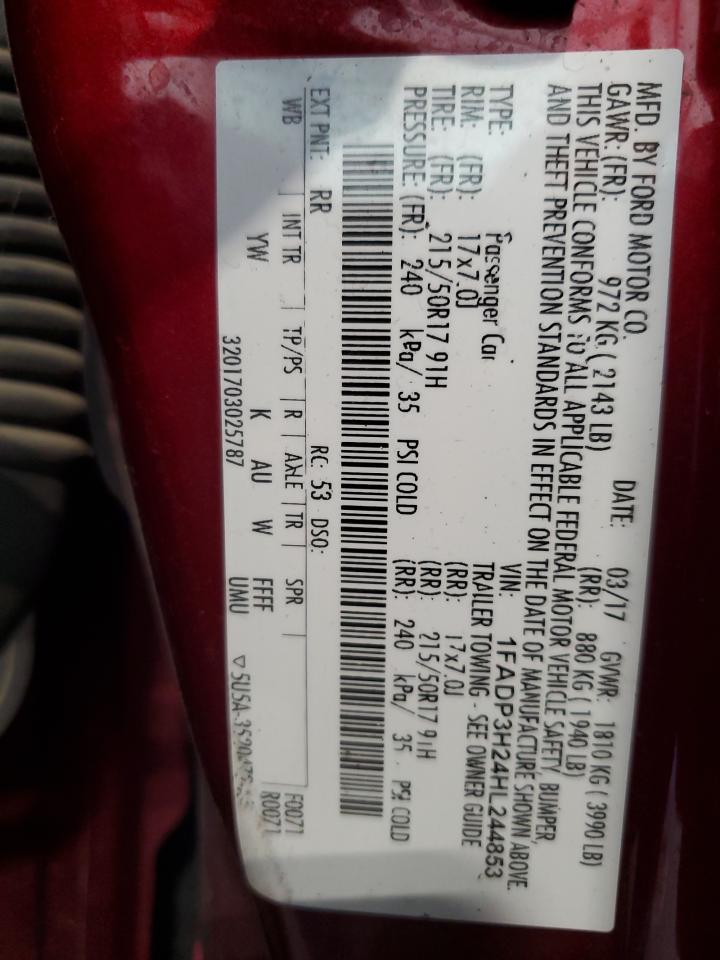 MFD. BY FORD MOTOR CO.
DATE: 03/17 GVWR: 1810 KG ( 3990 LB)
GAWR: (FR): 972 KG ( 2143 LB) (RR): 880 KG ( 1940 LB)
THIS VEHICLE CONFORMS TO ALL APPLICABLE FEDERAL MOTOR VEHICLE SAFETY, BUMPER,
AND THEFT PREVENTION STANDARDS IN EFFECT ON THE DATE OF MANUFACTURE SHOWN ABOVE.
VIN: 1FADP3H24HL244853
TYPE: Passenger Car TRAILER TOWING - SEE OWNER GUIDE
RIM: (FR): 17x7.0J (RR): 17x7.0J
TIRE: (FR): 215/50R17 91H (RR): 215/50R17 91H
PRESSURE: (FR): 240 kPa/ 35 PSI COLD (RR): 240 kPa/ 35 PSI COLD
EXT PNT: RR RC: 53 DSO: F0071
WB INT TR TP/PS R AXLE TR SPR R0071
YW K AU W FFF
3201703025787 UMU